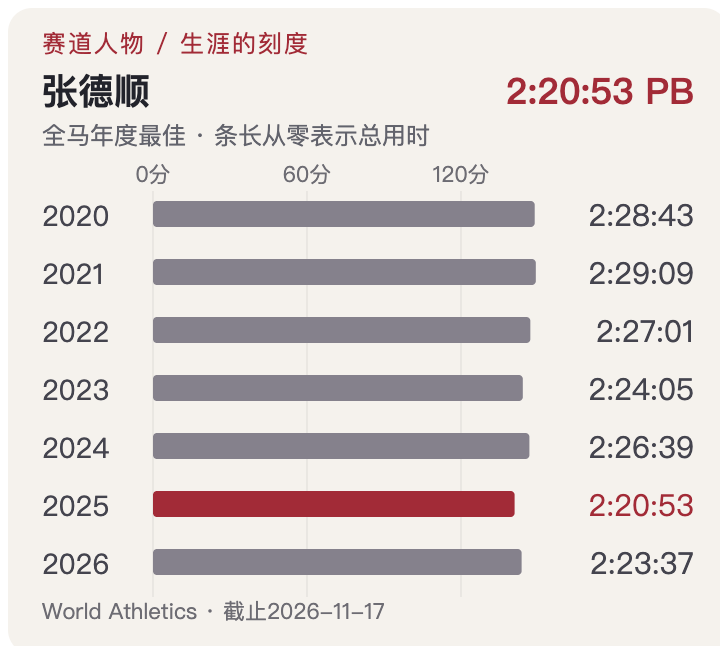 赛道人物 / 生涯的刻度
张德顺 2:20:53 PB
全马年度最佳 · 条长从零表示总用时
0分 60分 120分
2020 2:28:43
2021 2:29:09
2022 2:27:01
2023 2:24:05
2024 2:26:39
2025 2:20:53
2026 2:23:37
World Athletics · 截止2026–11–17